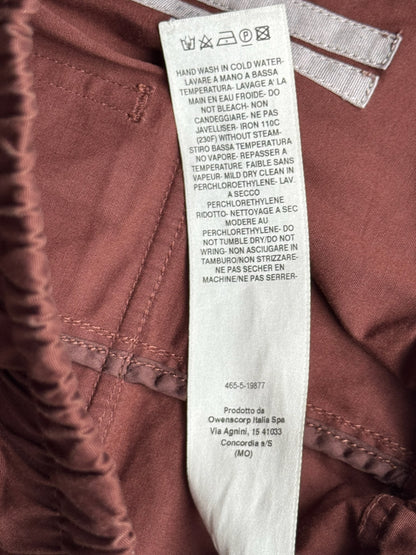 HAND WASH IN COLD WATER-
LAVARE A MANO A BASSA
TEMPERATURA- LAVAGE A' LA
MAIN EN EAU FROIDE- DO
NOT BLEACH- NON
CANDEGGIARE- NE PAS
JAVELLISER- IRON 110C
(230F) WITHOUT STEAM-
STIRO BASSA TEMPERATURA
NO VAPORE- REPASSER A
TEMPERATURE FAIBLE SANS
VAPEUR- MILD DRY CLEAN IN
PERCHLOROETHYLENE- LAV.
A SECCO
PERCHLORETHYLENE
RIDOTTO- NETTOYAGE A SEC
MODERE AU
PERCHLORETHYLENE- DO
NOT TUMBLE DRY/DO NOT
WRING- NON ASCIUGARE IN
TAMBURO/NON STRIZZARE-
NE PAS SECHER EN
MACHINE/NE PAS SERRER-
465-5-19877
Prodotto da
Owenscorp Italia Spa
Via Agnini, 15 41033
Concordia s/S
(MO)